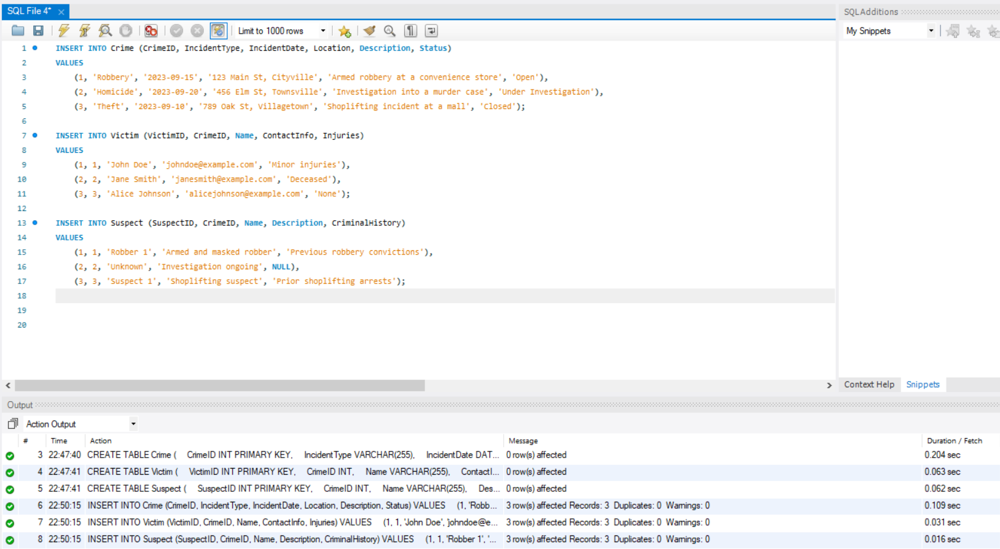 SQL File 4*
SQLAdditions
Limit to 1000 rows
My Snippets
1 INSERT INTO Crime (CrimeID, IncidentType, IncidentDate, Location, Description, Status)
2 VALUES
3 (1, 'Robbery', '2023-09-15', '123 Main St, Cityville', 'Armed robbery at a convenience store', 'Open'),
4 (2, 'Homicide', '2023-09-20', '456 Elm St, Townsville', 'Investigation into a murder case', 'Under Investigation'),
5 (3, 'Theft', '2023-09-10', '789 Oak St, Villagetown', 'Shoplifting incident at a mall', 'Closed');
6
7 INSERT INTO Victim (VictimID, CrimeID, Name, ContactInfo, Injuries)
8 VALUES
9 (1, 1, 'John Doe', 'johndoe@example.com', 'Minor injuries'),
10 (2, 2, 'Jane Smith', 'janesmith@example.com', 'Deceased'),
11 (3, 3, 'Alice Johnson', 'alicejohnson@example.com', 'None');
12
13 INSERT INTO Suspect (SuspectID, CrimeID, Name, Description, CriminalHistory)
14 VALUES
15 (1, 1, 'Robber 1', 'Armed and masked robber', 'Previous robbery convictions'),
16 (2, 2, 'Unknown', 'Investigation ongoing', NULL),
17 (3, 3, 'Suspect 1', 'Shoplifting suspect', 'Prior shoplifting arrests');
18
19
20
Context Help Snippets
Output
Action Output
# Time Action Message Duration / Fetch
3 22:47:40 CREATE TABLE Crime ( CrimeID INT PRIMARY KEY, IncidentType VARCHAR(255), IncidentDate DAT... 0 row(s) affected 0.204 sec
4 22:47:41 CREATE TABLE Victim ( VictimID INT PRIMARY KEY, CrimeID INT, Name VARCHAR(255), ContactI... 0 row(s) affected 0.063 sec
5 22:47:41 CREATE TABLE Suspect ( SuspectID INT PRIMARY KEY, CrimeID INT, Name VARCHAR(255), Des... 0 row(s) affected 0.062 sec
6 22:50:15 INSERT INTO Crime (CrimeID, IncidentType, IncidentDate, Location, Description, Status) VALUES (1, 'Robb... 3 row(s) affected Records: 3 Duplicates: 0 Warnings: 0 0.109 sec
7 22:50:15 INSERT INTO Victim (VictimID, CrimeID, Name, ContactInfo, Injuries) VALUES (1, 1, 'John Doe', 'johndoe@e... 3 row(s) affected Records: 3 Duplicates: 0 Warnings: 0 0.031 sec
8 22:50:15 INSERT INTO Suspect (SuspectID, CrimeID, Name, Description, CriminalHistory) VALUES (1, 1, 'Robber 1', '... 3 row(s) affected Records: 3 Duplicates: 0 Warnings: 0 0.016 sec